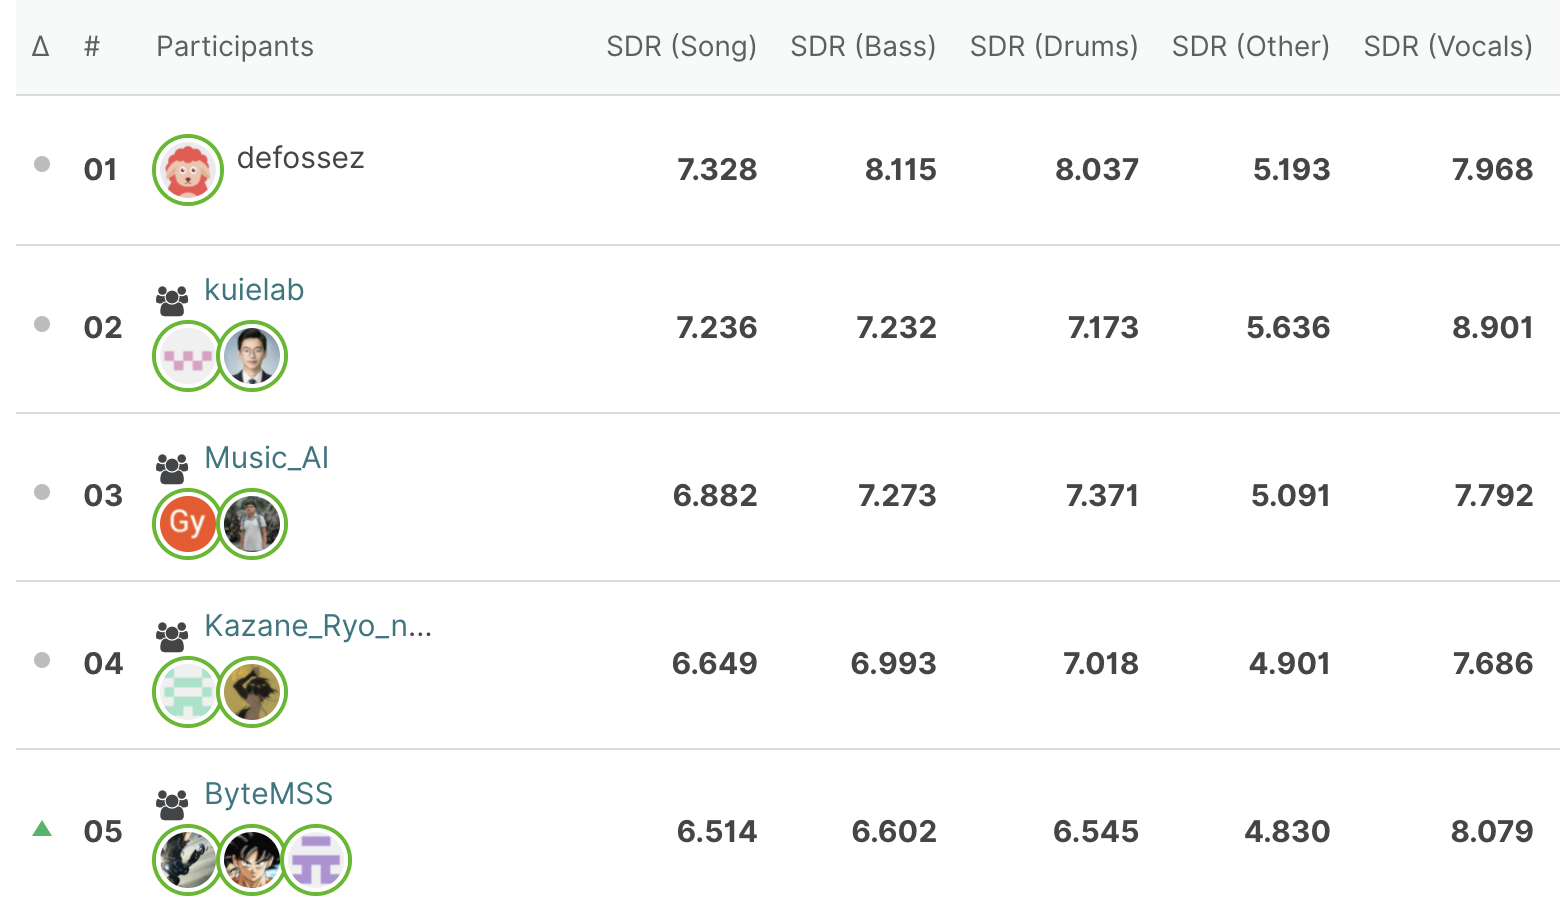 Δ # Participants SDR (Song) SDR (Bass) SDR (Drums) SDR (Other) SDR (Vocals)
01 defossez 7.328 8.115 8.037 5.193 7.968
kuielab
02 7.236 7.232 7.173 5.636 8.901
Music_AI
03 6.882 7.273 7.371 5.091 7.792
Gy
Kazane_Ryo_n...
04 6.649 6.993 7.018 4.901 7.686
ByteMSS
05 6.514 6.602 6.545 4.830 8.079